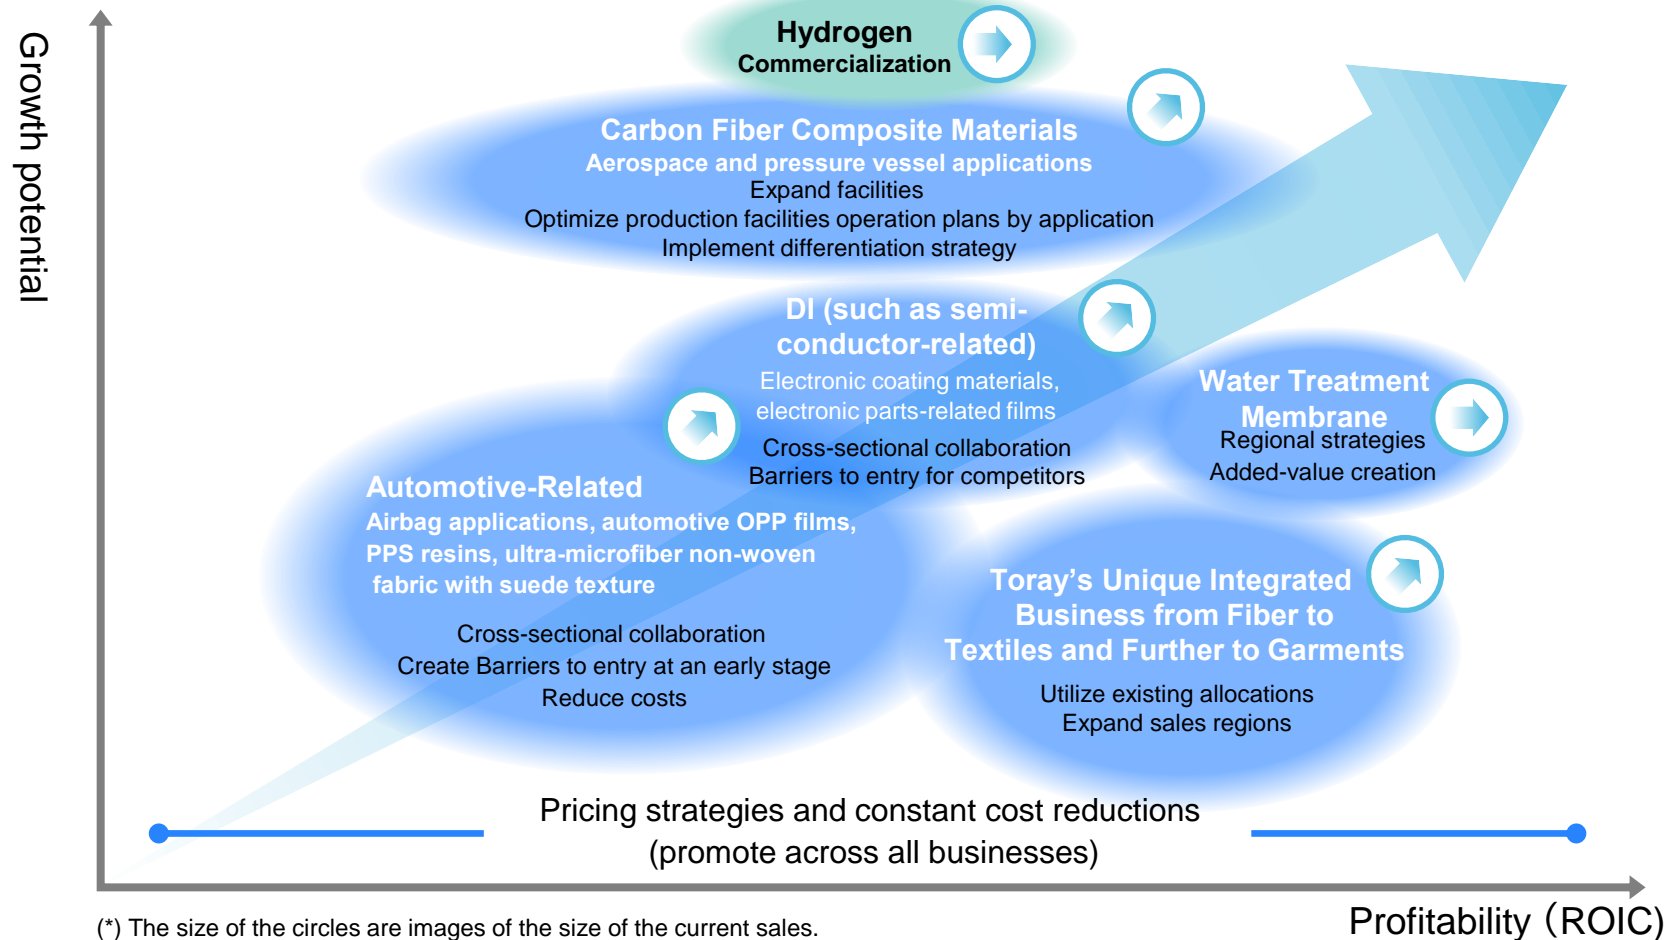 Growth potential
Hydrogen
Commercialization
Carbon Fiber Composite Materials
Aerospace and pressure vessel applications
Expand facilities
Optimize production facilities operation plans by application
Implement differentiation strategy
DI (such as semi-
conductor-related)
Electronic coating materials,
electronic parts-related films
Cross-sectional collaboration
Barriers to entry for competitors
Water Treatment
Membrane
Regional strategies
Added-value creation
Automotive-Related
Airbag applications, automotive OPP films,
PPS resins, ultra-microfiber non-woven
fabric with suede texture
Cross-sectional collaboration
Create Barriers to entry at an early stage
Reduce costs
Toray’s Unique Integrated
Business from Fiber to
Textiles and Further to Garments
Utilize existing allocations
Expand sales regions
Pricing strategies and constant cost reductions
(promote across all businesses)
Profitability（ROIC)
(*) The size of the circles are images of the size of the current sales.